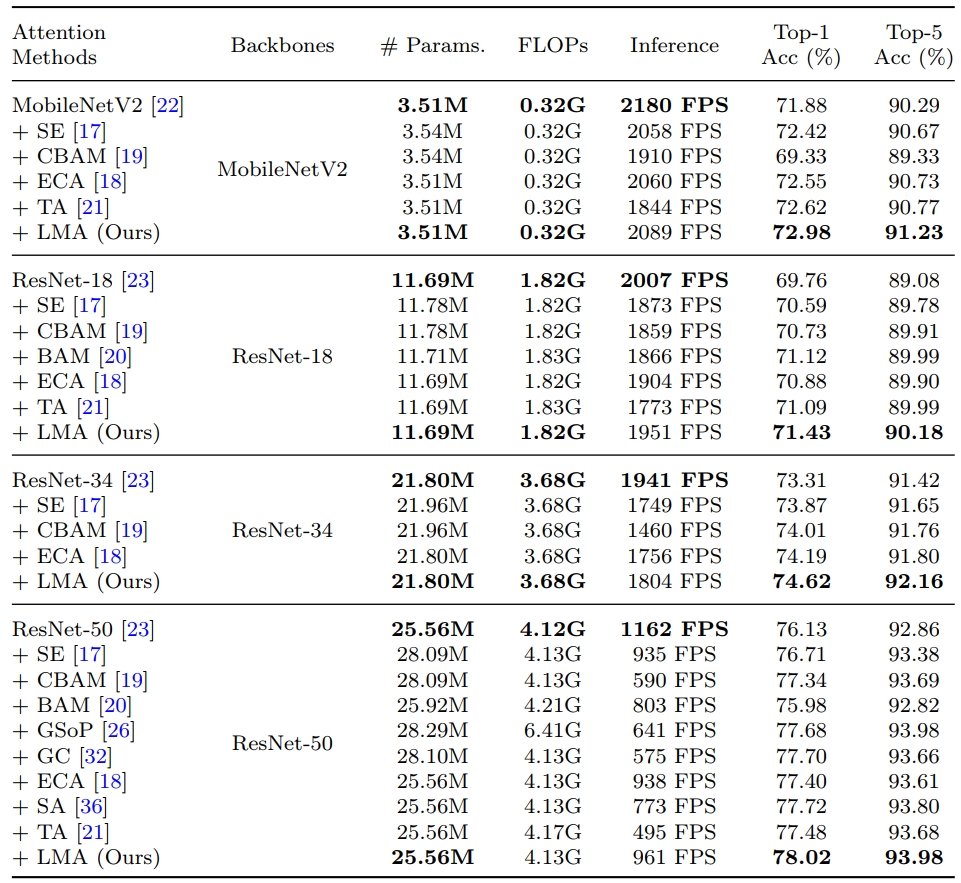 Attention Methods Backbones # Params. FLOPs Inference Top-1 Acc (%) Top-5 Acc (%)
MobileNetV2 [22] 3.51M 0.32G 2180 FPS 71.88 90.29
+ SE [17] 3.54M 0.32G 2058 FPS 72.42 90.67
+ CBAM [19] 3.54M 0.32G 1910 FPS 69.33 89.33
MobileNetV2
+ ECA [18] 3.51M 0.32G 2060 FPS 72.55 90.73
+ TA [21] 3.51M 0.32G 1844 FPS 72.62 90.77
+ LMA (Ours) 3.51M 0.32G 2089 FPS 72.98 91.23
ResNet-18 [23] 11.69M 1.82G 2007 FPS 69.76 89.08
+ SE [17] 11.78M 1.82G 1873 FPS 70.59 89.78
+ CBAM [19] 11.78M 1.82G 1859 FPS 70.73 89.91
+ BAM [20] ResNet-18 11.71M 1.83G 1866 FPS 71.12 89.99
+ ECA [18] 11.69M 1.82G 1904 FPS 70.88 89.90
+ TA [21] 11.69M 1.83G 1773 FPS 71.09 89.99
+ LMA (Ours) 11.69M 1.82G 1951 FPS 71.43 90.18
ResNet-34 [23] 21.80M 3.68G 1941 FPS 73.31 91.42
+ SE [17] 21.96M 3.68G 1749 FPS 73.87 91.65
+ CBAM [19] ResNet-34 21.96M 3.68G 1460 FPS 74.01 91.76
+ ECA [18] 21.80M 3.68G 1756 FPS 74.19 91.80
+ LMA (Ours) 21.80M 3.68G 1804 FPS 74.62 92.16
ResNet-50 [23] 25.56M 4.12G 1162 FPS 76.13 92.86
+ SE [17] 28.09M 4.13G 935 FPS 76.71 93.38
+ CBAM [19] 28.09M 4.13G 590 FPS 77.34 93.69
+ BAM [20] 25.92M 4.21G 803 FPS 75.98 92.82
+ GSoP [26] 28.29M 6.41G 641 FPS 77.68 93.98
ResNet-50
+ GC [32] 28.10M 4.13G 575 FPS 77.70 93.66
+ ECA [18] 25.56M 4.13G 938 FPS 77.40 93.61
+ SA [36] 25.56M 4.13G 773 FPS 77.72 93.80
+ TA [21] 25.56M 4.17G 495 FPS 77.48 93.68
+ LMA (Ours) 25.56M 4.13G 961 FPS 78.02 93.98